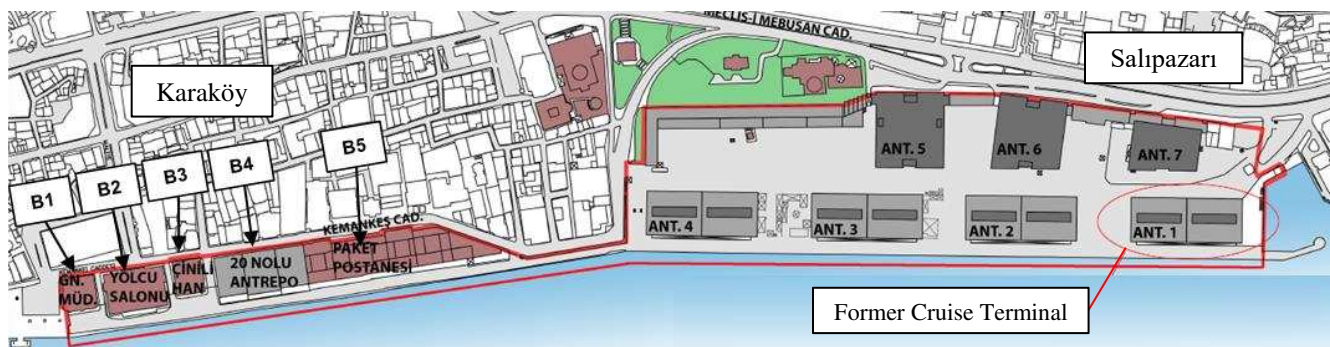 MECLİS-İ MEBUSAN CAD.
Karaköy
Salıpazarı
B1
B2
B3
B4
B5
ANT. 5
ANT. 6
ANT. 7
KEMANKEŞ CAD.
ANT. 4
ANT. 3
ANT. 2
ANT. 1
GN.
MÜD.
YOLCU
SALONU
ÇİNİLİ
HAN
20 NOLU
ANTREPO
PAKET
POSTANESİ
Former Cruise Terminal